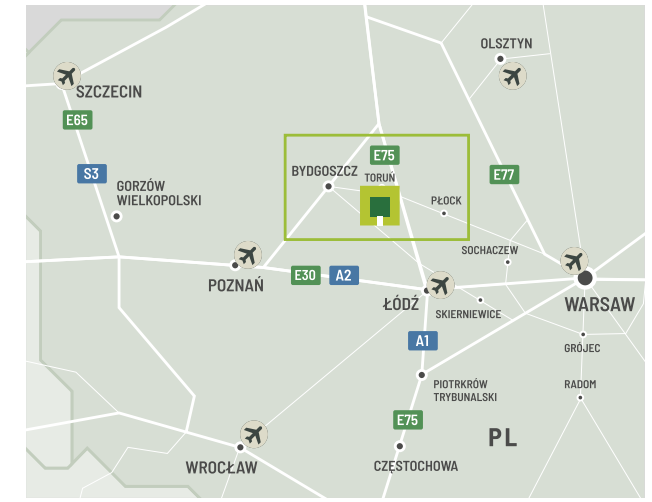 OLSZTYN
SZCZECIN
E65
E75
BYDGOSZCZ
TORUŃ
S3
E77
GORZÓW
WIELKOPOLSKI
PŁOCK
SOCHACZEW
POZNAŃ
E30
A2
ŁÓDŹ
SKIERNIEWICE
WARSAW
A1
GRÓJEC
PIOTRKRÓW
TRYBUNALSKI
RADOM
E75
PL
WROCŁAW
CZĘSTOCHOWA